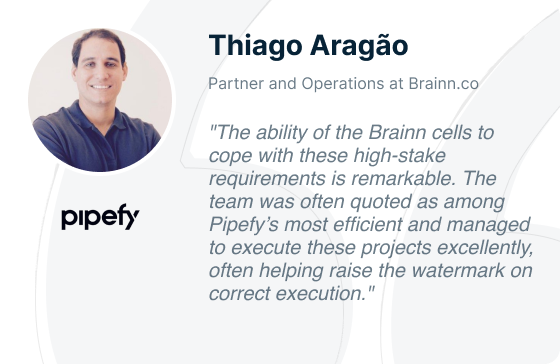 Thiago Aragão
Partner and Operations at Brainn.co
"The ability of the Brainn cells to
cope with these high-stake
requirements is remarkable. The
team was often quoted as among
Pipefy’s most efficient and managed
to execute these projects excellently,
often helping raise the watermark on
correct execution."
pipefy